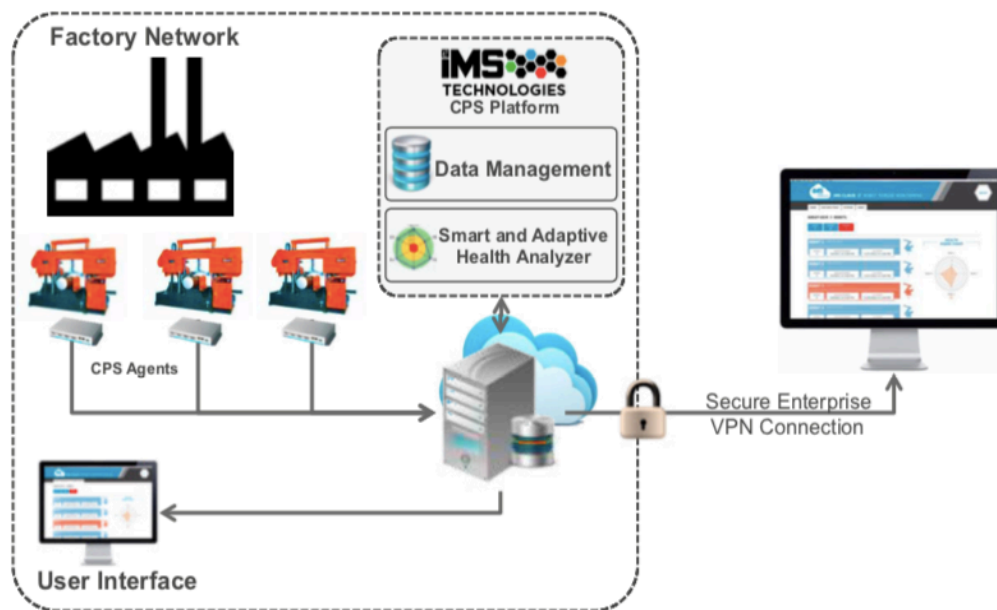 Factory Network
iMS
TECHNOLOGIES
CPS Platform
Data Management
Smart and Adaptive
Health Analyzer
CPS Agents
Secure Enterprise
VPN Connection
User Interface